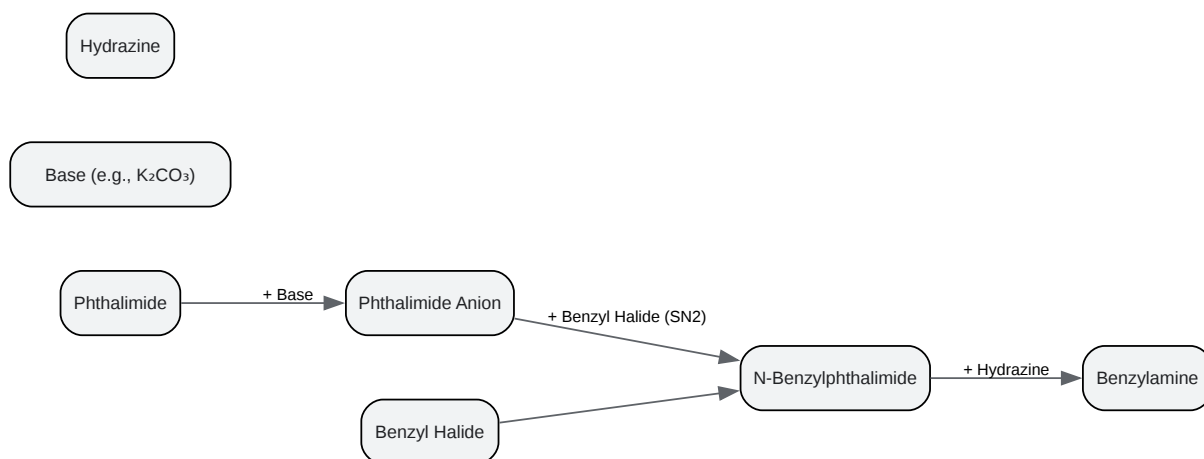 Hydrazine
Base (e.g., K₂CO₃)
Phthalimide
+ Base
Phthalimide Anion
+ Benzyl Halide (SN2)
Benzyl Halide
N-Benzylphthalimide
+ Hydrazine
Benzylamine